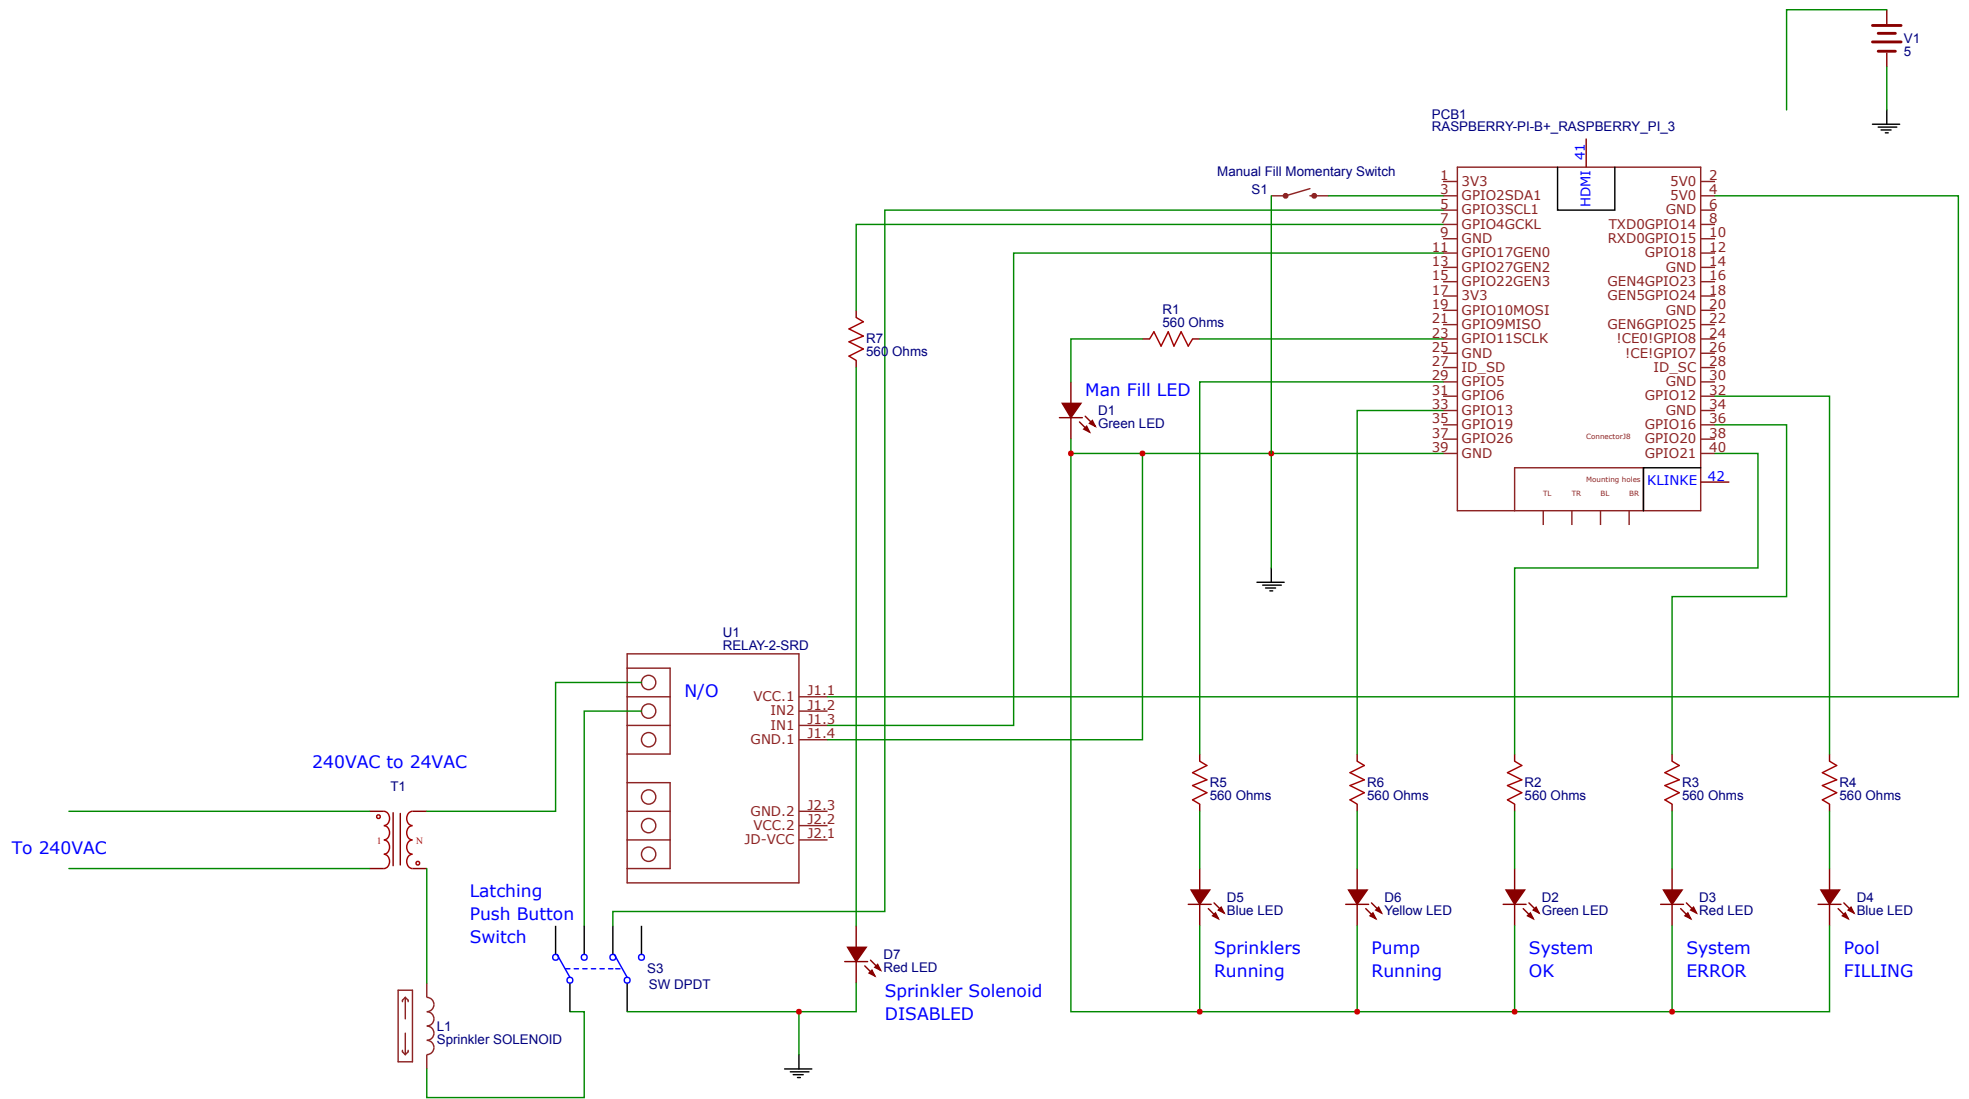 V1
5
PCB1
RASPBERRY-PI-B+_RASPBERRY_PI_3
41
HDMI
Manual Fill Momentary Switch
S1
1 3V3 5V0 2
3 GPIO2SDA1 5V0 4
5 GPIO3SCL1 GND 6
7 GPIO4GCKL TXD0GPIO14 8
9 GND RXD0GPIO15 10
11 GPIO17GEN0 GPIO18 12
13 GPIO27GEN2 GND 14
15 GPIO22GEN3 GEN4GPIO23 16
17 3V3 GEN5GPIO24 18
19 GPIO10MOSI GND 20
21 GPIO9MISO GEN6GPIO25 22
23 GPIO11SCLK !CE0!GPIO8 24
25 GND !CE!GPIO7 26
27 ID_SD ID_SC 28
29 GPIO5 GND 30
31 GPIO6 GPIO12 32
33 GPIO13 GND 34
35 GPIO19 GPIO16 36
37 GPIO26 ConnectorJ8 GPIO20 38
39 GND GPIO21 40
Mounting holes
KLINKE 42
TL TR BL BR
R1
560 Ohms
R7
560 Ohms
Man Fill LED
D1
Green LED
U1
RELAY-2-SRD
N/O
VCC.1 J1.1
IN2 J1.2
IN1 J1.3
GND.1 J1.4
GND.2 J2.3
VCC.2 J2.2
JD-VCC J2.1
240VAC to 24VAC
T1
I N
To 240VAC
R5
560 Ohms
R6
560 Ohms
R2
560 Ohms
R3
560 Ohms
R4
560 Ohms
Latching
Push Button
Switch
S3
SW DPDT
D7
Red LED
Sprinkler Solenoid
DISABLED
D5
Blue LED
Sprinklers
Running
D6
Yellow LED
Pump
Running
D2
Green LED
System
OK
D3
Red LED
System
ERROR
D4
Blue LED
Pool
FILLING
L1
Sprinkler SOLENOID